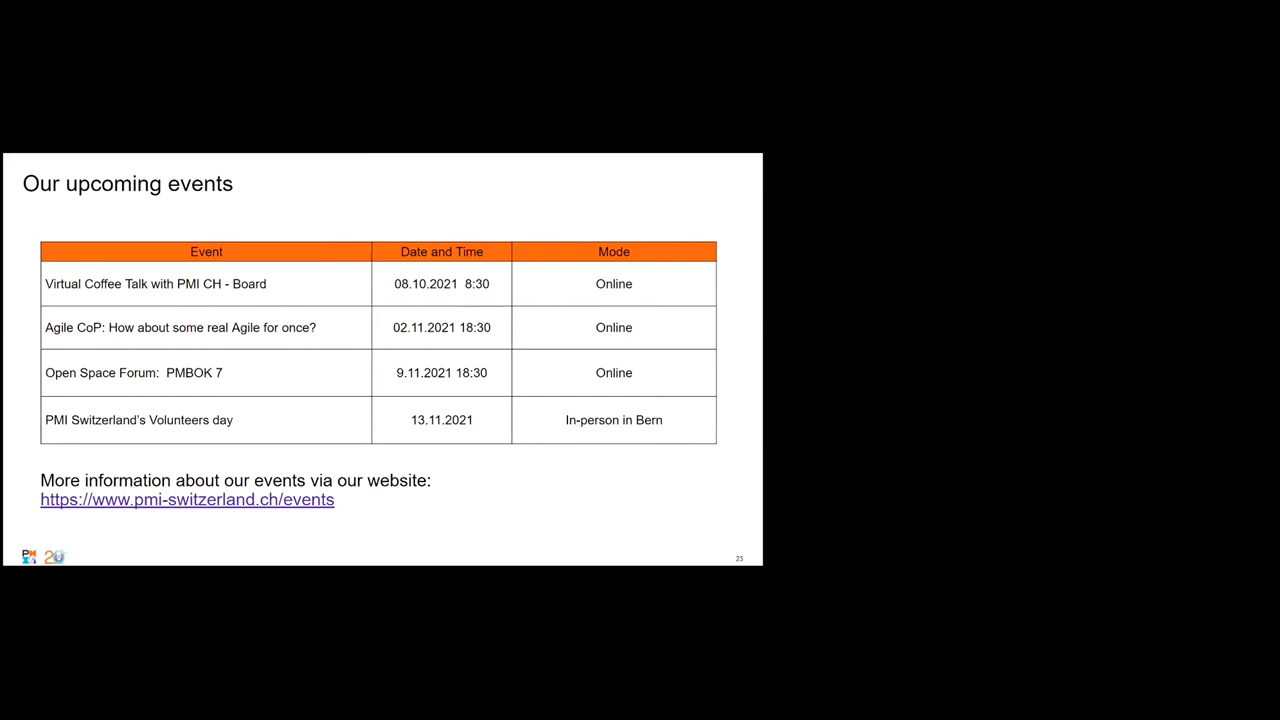 Our upcoming events
Event Date and Time Mode
Virtual Coffee Talk with PMI CH - Board 08.10.2021 8:30 Online
Agile CoP: How about some real Agile for once? 02.11.2021 18:30 Online
Open Space Forum: PMBOK 7 9.11.2021 18:30 Online
PMI Switzerland's Volunteers day 13.11.2021 In-person in Bern
More information about our events via our website:
https://www.pmi-switzerland.ch/events
20
23